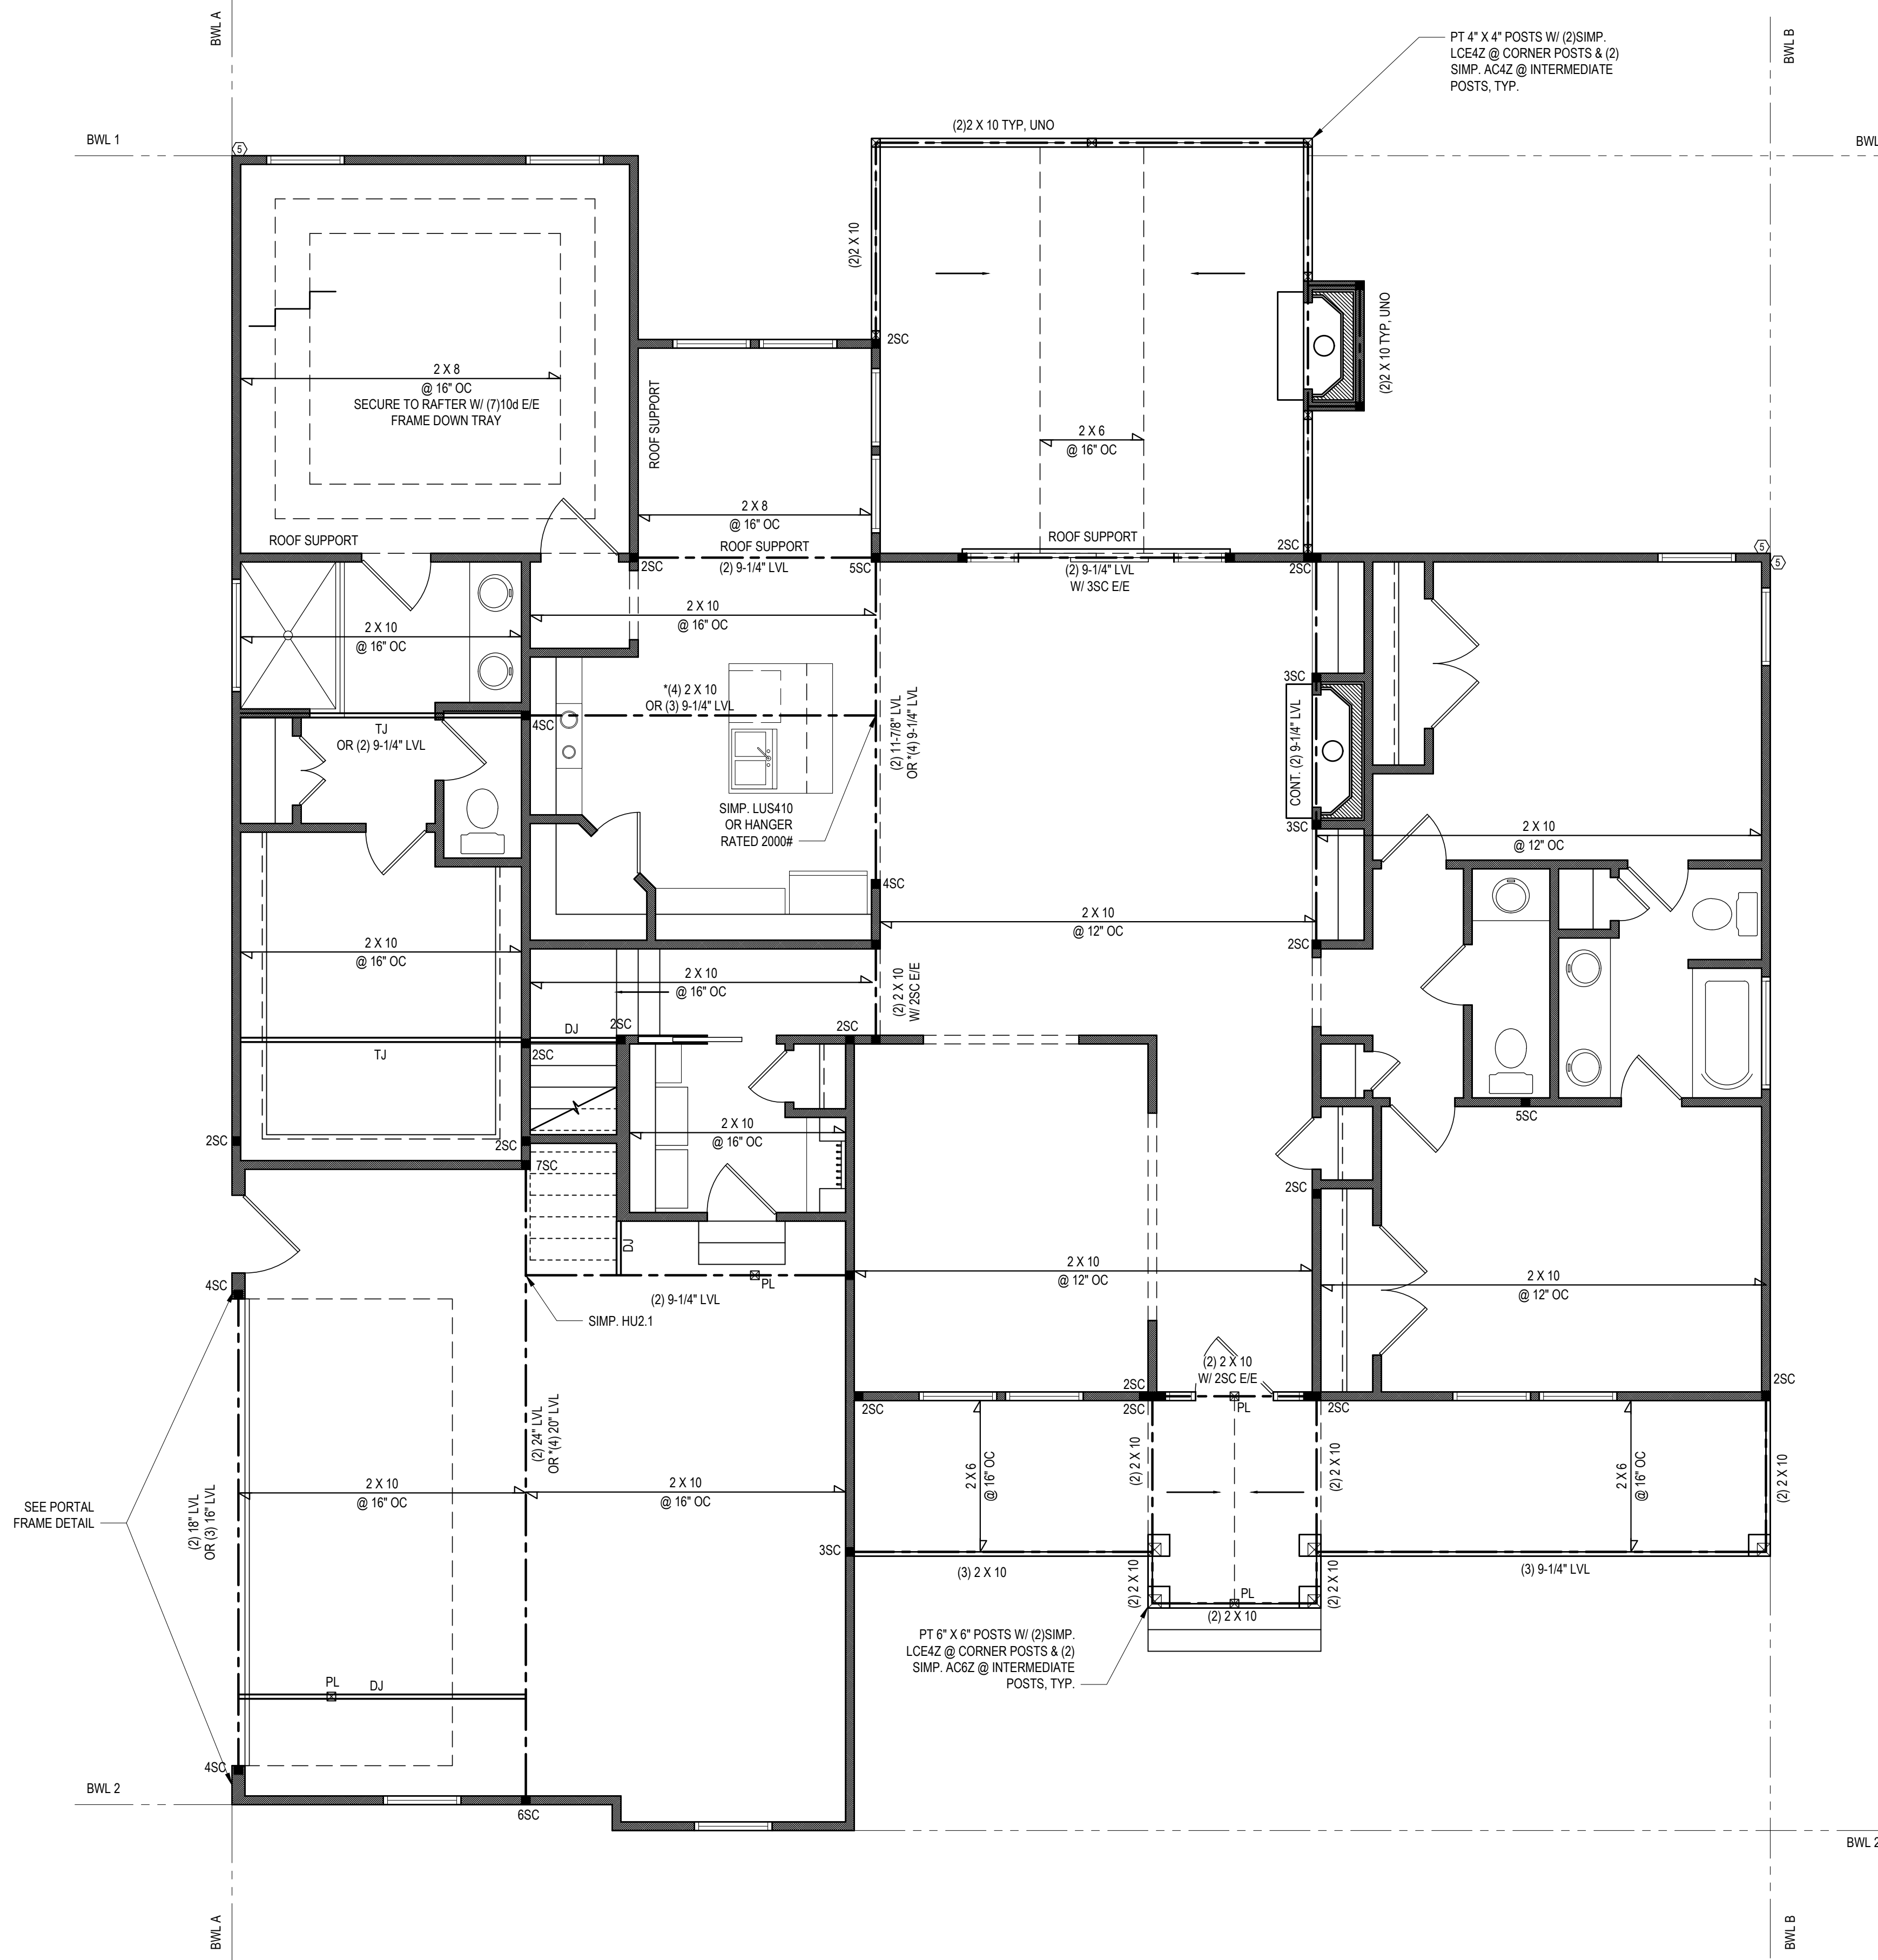 BWL A
BWL B
PT 4" X 4" POSTS W/ (2)SIMP.
LCE4Z @ CORNER POSTS & (2)
SIMP. AC4Z @ INTERMEDIATE
POSTS, TYP.
BWL 1
BWL
5
(2)2 X 10 TYP, UNO
(2)2 X 10
2SC
(2)2 X 10 TYP, UNO
2 X 8
@ 16" OC
SECURE TO RAFTER W/ (7)10d E/E
FRAME DOWN TRAY
ROOF SUPPORT
2 X 6
@ 16" OC
2 X 8
@ 16" OC
ROOF SUPPORT
ROOF SUPPORT
ROOF SUPPORT
2SC
(2) 9-1/4" LVL
5SC
(2) 9-1/4" LVL
W/ 3SC E/E
2SC
2SC
5
5
2 X 10
@ 16" OC
2 X 10
@ 16" OC
*(4) 2 X 10
OR (3) 9-1/4" LVL
4SC
TJ
OR (2) 9-1/4" LVL
(2) 11-7/8" LVL
OR *(4) 9-1/4" LVL
SIMP. LUS410
OR HANGER
RATED 2000#
3SC
CONT. (2) 9-1/4" LVL
3SC
2 X 10
@ 12" OC
4SC
2 X 10
@ 12" OC
2SC
2 X 10
@ 16" OC
2 X 10
@ 16" OC
(2) 2 X 10
W/ 2SC E/E
DJ
2SC
2SC
2SC
TJ
2SC
2SC
7SC
2 X 10
@ 16" OC
5SC
2SC
DJ
4SC
PL
(2) 9-1/4" LVL
SIMP. HU2.1
2 X 10
@ 12" OC
2 X 10
@ 12" OC
(2) 2 X 10
W/ 2SC E/E
2SC
2SC
2SC
2SC
PL
2SC
(2) 24" LVL
OR *(4) 20" LVL
2 X 10
@ 16" OC
2 X 10
@ 16" OC
SEE PORTAL
FRAME DETAIL
(2) 18" LVL
OR (3) 16" LVL
2 X 6
@ 16" OC
(2) 2 X 10
(2) 2 X 10
2 X 6
@ 16" OC
(2) 2 X 10
3SC
(3) 2 X 10
(2) 2 X 10
PL
(2) 2 X 10
(2) 2 X 10
(3) 9-1/4" LVL
PT 6" X 6" POSTS W/ (2)SIMP.
LCE4Z @ CORNER POSTS & (2)
SIMP. AC6Z @ INTERMEDIATE
POSTS, TYP.
PL
DJ
4SC
BWL 2
6SC
BWL 2
BWL A
BWL B